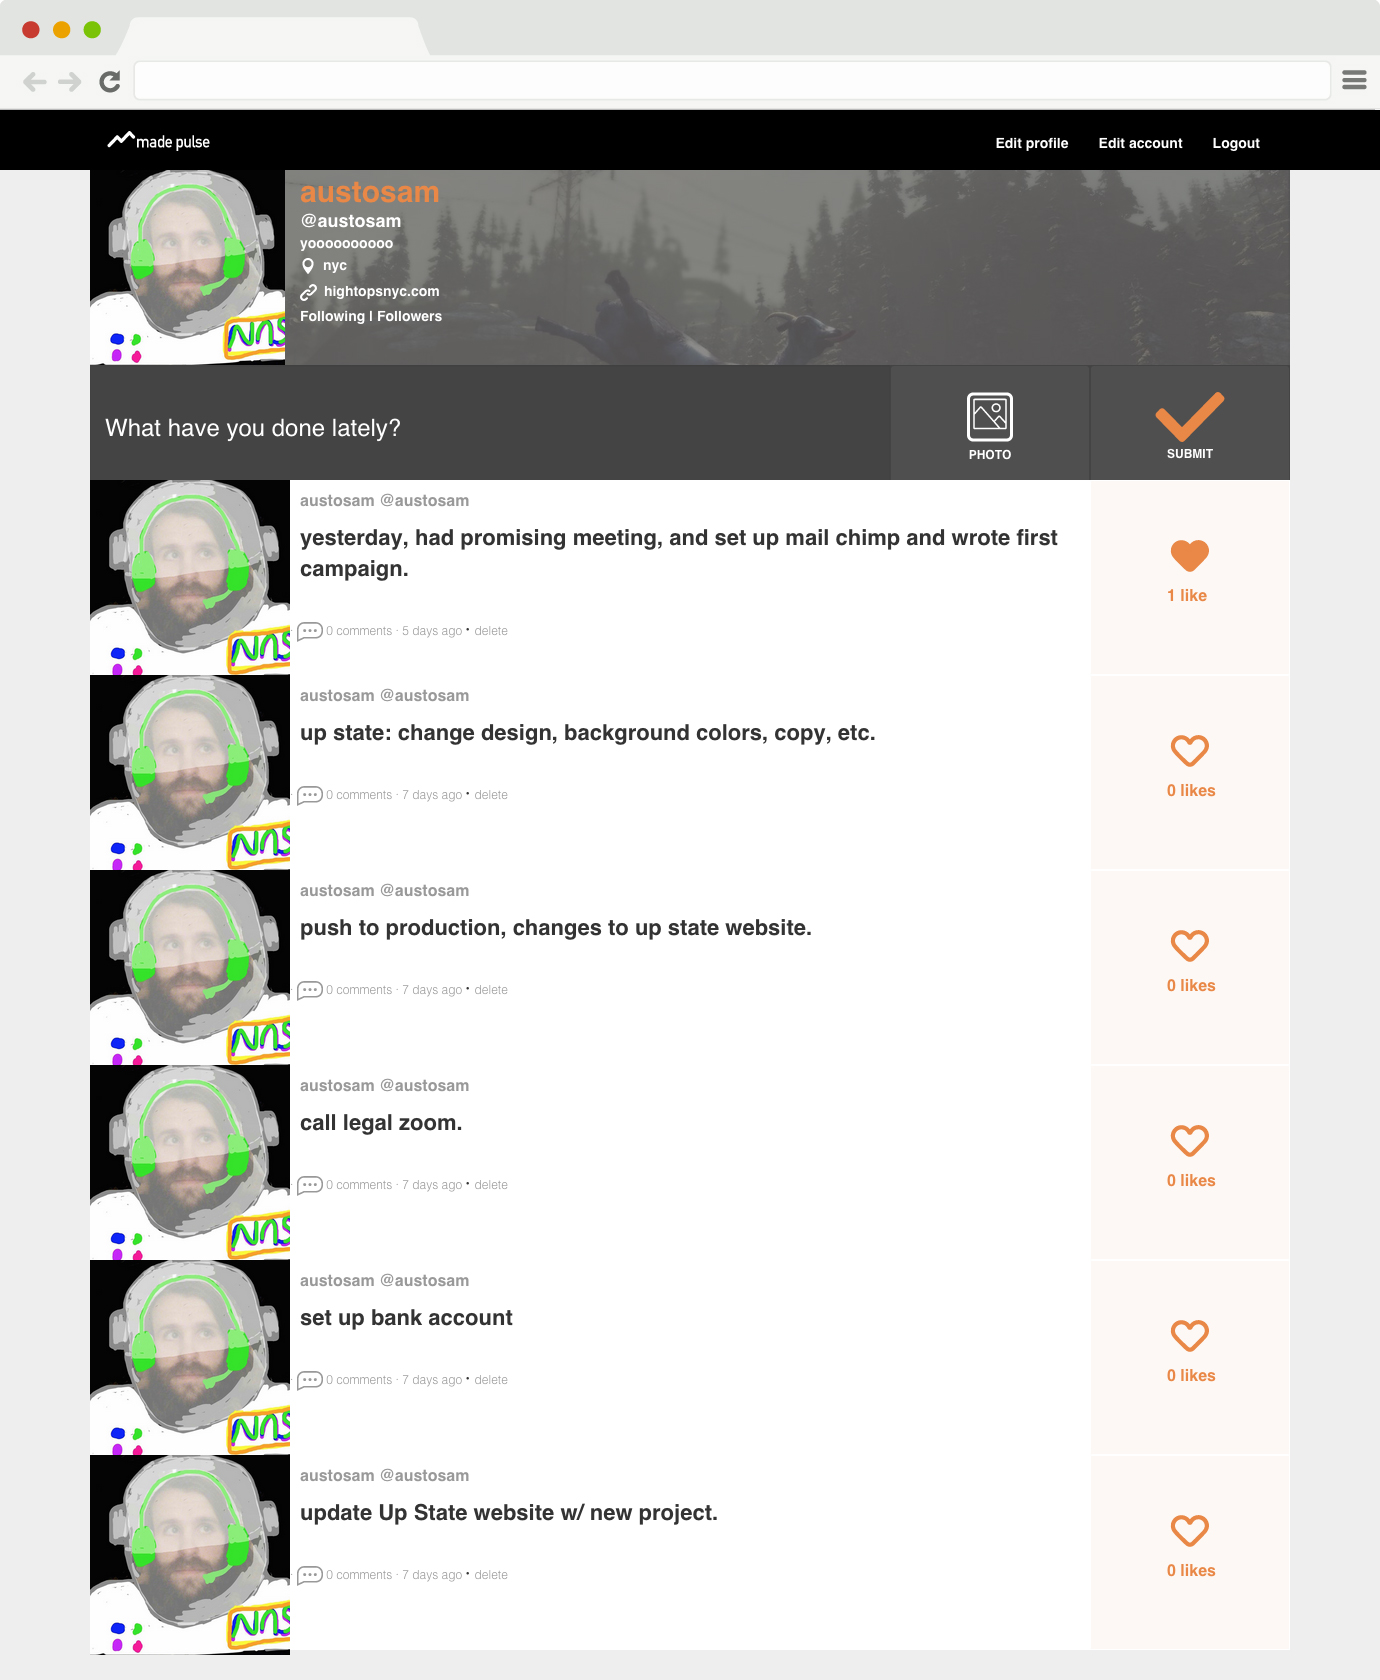 made pulse
Edit profile Edit account Logout
austosam
@austosam
yoooooooooo
nyc
hightopsnyc.com
Following | Followers
What have you done lately?
PHOTO
SUBMIT
austosam @austosam
yesterday, had promising meeting, and set up mail chimp and wrote first
campaign.
0 comments · 5 days ago • delete
1 like
austosam @austosam
up state: change design, background colors, copy, etc.
0 comments · 7 days ago • delete
0 likes
austosam @austosam
push to production, changes to up state website.
0 comments · 7 days ago • delete
0 likes
austosam @austosam
call legal zoom.
0 comments · 7 days ago • delete
0 likes
austosam @austosam
set up bank account
0 comments · 7 days ago • delete
0 likes
austosam @austosam
update Up State website w/ new project.
0 comments · 7 days ago • delete
0 likes